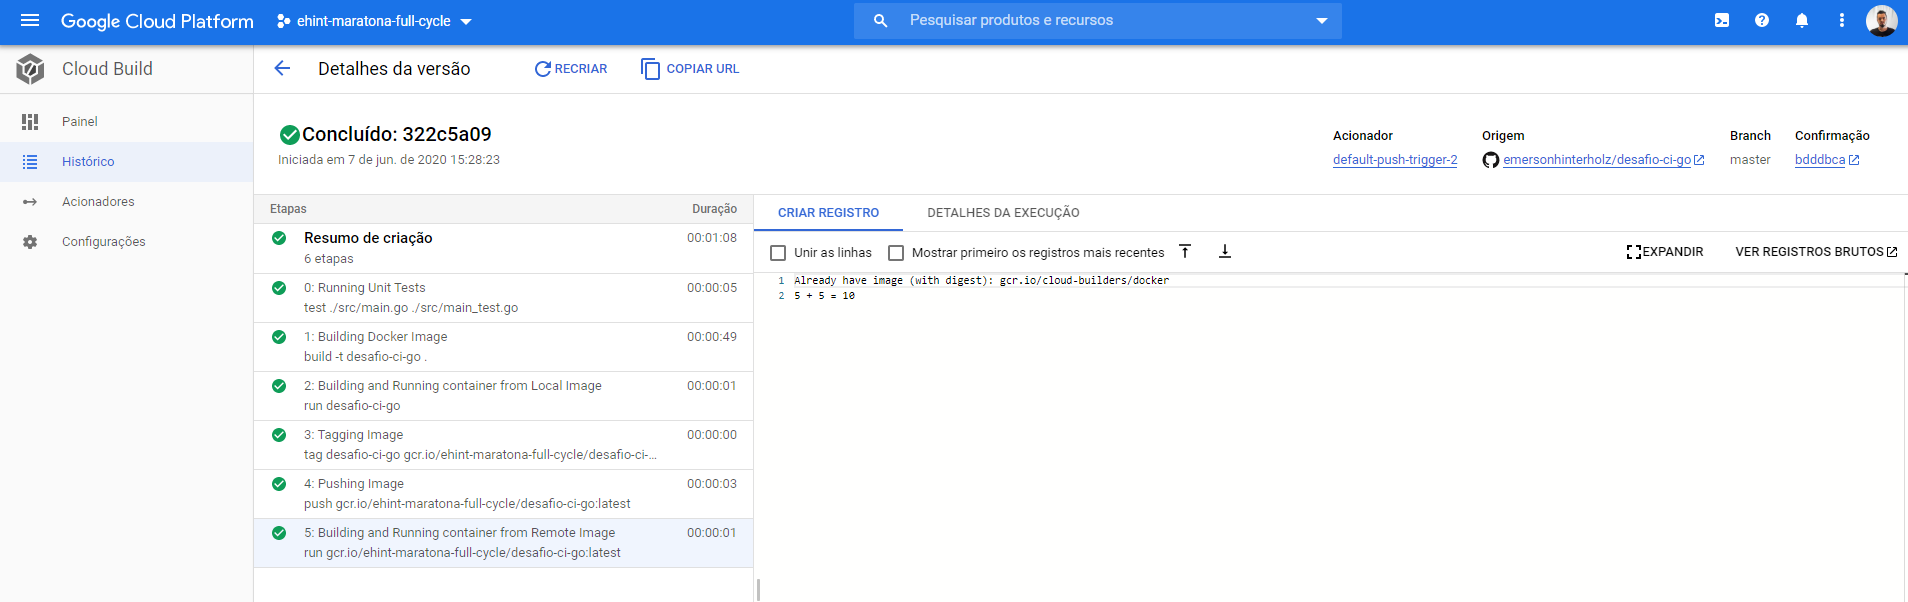 Google Cloud Platform
ehint-maratona-full-cycle
Pesquisar produtos e recursos
Cloud Build
Detalhes da versão
RECRIAR
COPIAR URL
Painel
Histórico
Acionadores
Configurações
Concluído: 322c5a09
Iniciada em 7 de jun. de 2020 15:28:23
Acionador
default-push-trigger-2
Origem
emersonhinterholz/desafio-ci-go
Branch
master
Confirmação
bdddbca
Etapas Duração
Resumo de criação 00:01:08
6 etapas
0: Running Unit Tests 00:00:05
test ./src/main.go ./src/main_test.go
1: Building Docker Image 00:00:49
build -t desafio-ci-go .
2: Building and Running container from Local Image 00:00:01
run desafio-ci-go
3: Tagging Image 00:00:00
tag desafio-ci-go gcr.io/ehint-maratona-full-cycle/desafio-ci-...
4: Pushing Image 00:00:03
push gcr.io/ehint-maratona-full-cycle/desafio-ci-go:latest
5: Building and Running container from Remote Image 00:00:01
run gcr.io/ehint-maratona-full-cycle/desafio-ci-go:latest
CRIAR REGISTRO DETALHES DA EXECUÇÃO
Unir as linhas Mostrar primeiro os registros mais recentes EXPANDIR VER REGISTROS BRUTOS
1 Already have image (with digest): gcr.io/cloud-builders/docker
2 5 + 5 = 10